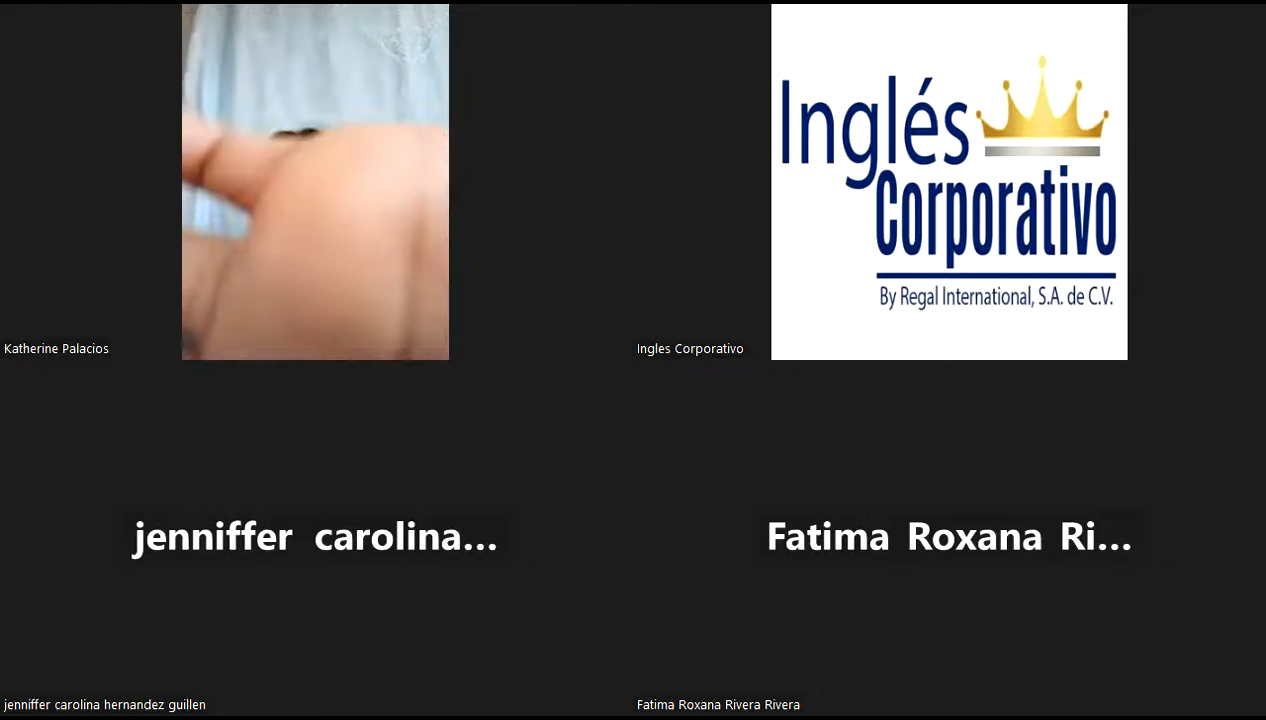 Inglés
Corporativo
By Regal International, S.A. de C.V.
Katherine Palacios
Ingles Corporativo
jenniffer carolina...
Fatima Roxana Ri...
jenniffer carolina hernandez guillen
Fatima Roxana Rivera Rivera